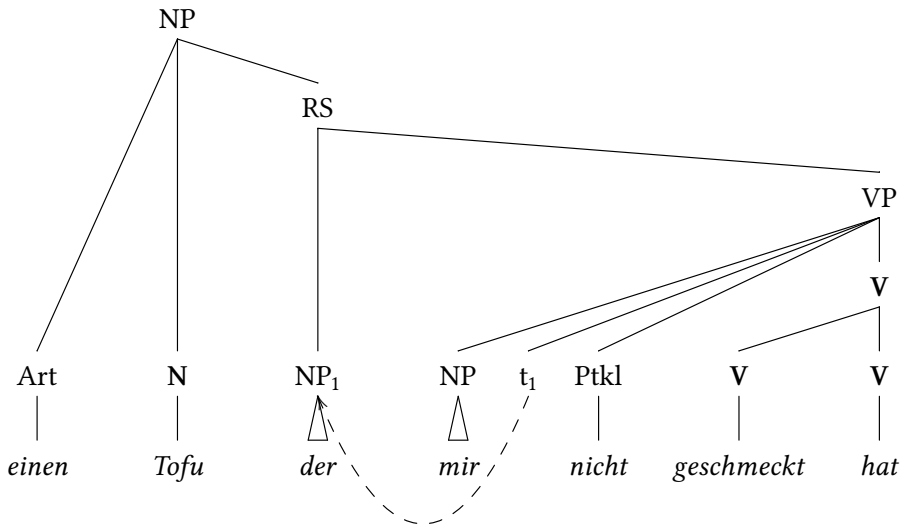 NP
RS
VP
V
Art N NP₁ NP t₁ Ptkl V V
einen Tofu der mir nicht geschmeckt hat